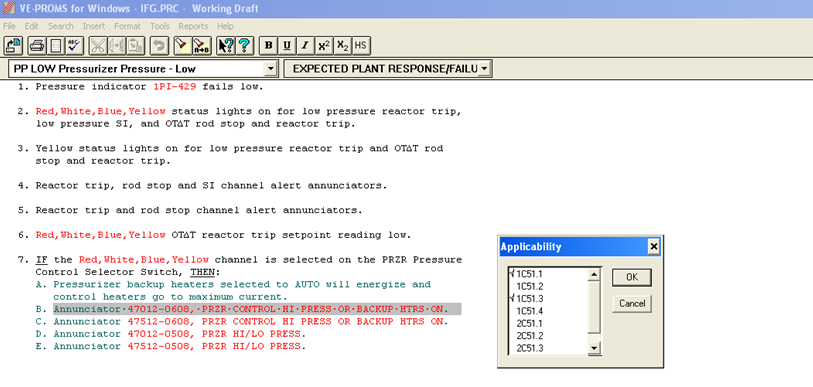 VE-PROMS for Windows - IFG.PRC - Working Draft
File Edit Search Insert Format Tools Reports Help
ABC B I U X² X₂ HS
PP LOW Pressurizer Pressure - Low
EXPECTED PLANT RESPONSE/FAILU
1. Pressure indicator 1PI-429 fails low.
2. Red,White,Blue,Yellow status lights on for low pressure reactor trip,
low pressure SI, and OTΔT rod stop and reactor trip.
3. Yellow status lights on for low pressure reactor trip and OTΔT rod
stop and reactor trip.
4. Reactor trip, rod stop and SI channel alert annunciators.
5. Reactor trip and rod stop channel alert annunciators.
6. Red,White,Blue,Yellow OTΔT reactor trip setpoint reading low.
7. IF the Red,White,Blue,Yellow channel is selected on the PRZR Pressure
Control Selector Switch, THEN:
A. Pressurizer backup heaters selected to AUTO will energize and
control heaters go to maximum current.
B. Annunciator·47012-0608,·PRZR·CONTROL·HI·PRESS·OR·BACKUP·HTRS·ON.
C. Annunciator 47512-0608, PRZR CONTROL HI PRESS OR BACKUP HTRS ON.
D. Annunciator 47012-0508, PRZR HI/LO PRESS.
E. Annunciator 47512-0508, PRZR HI/LO PRESS.
Applicability
1C51.1
1C51.2
1C51.3
1C51.4
2C51.1
2C51.2
2C51.3
OK
Cancel